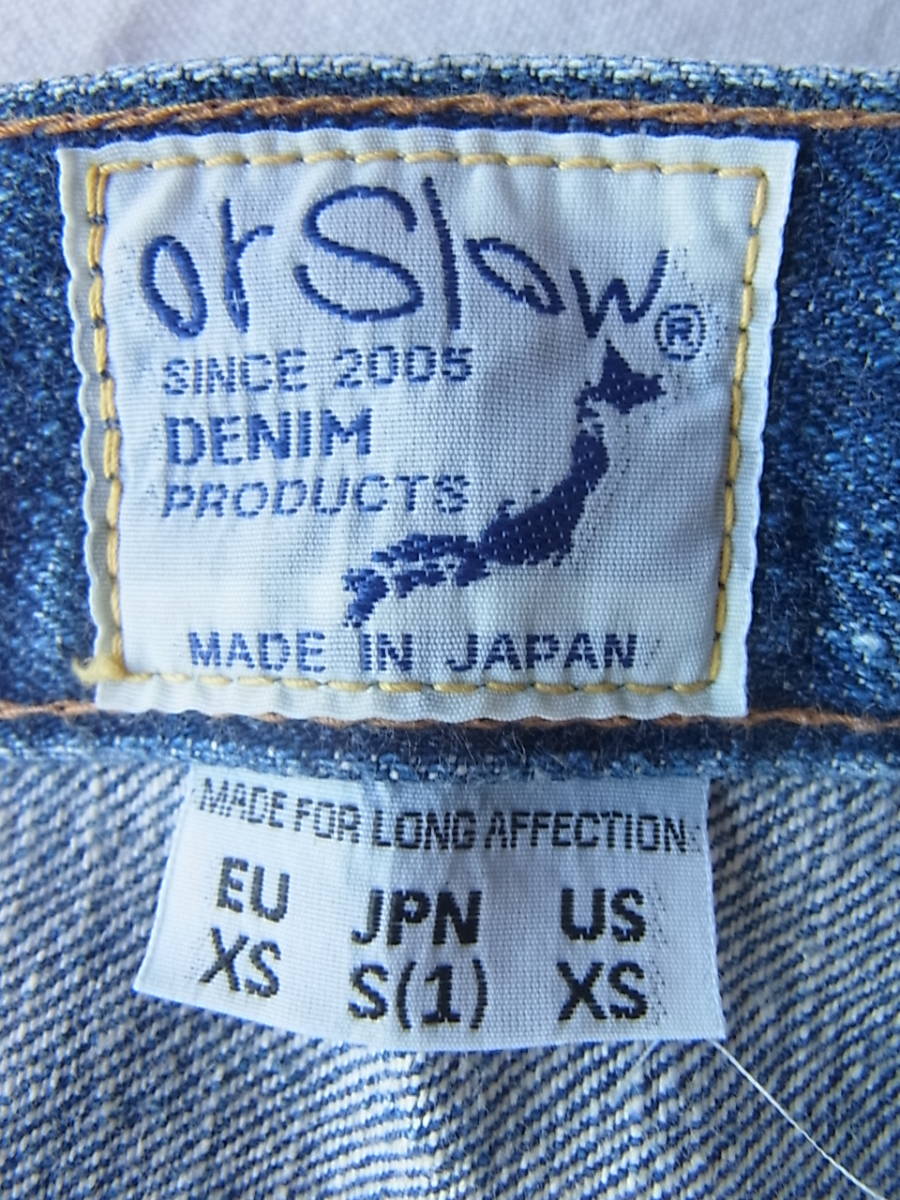 orSlow®
SINCE 2005
DENIM
PRODUCTS
MADE IN JAPAN
MADE FOR LONG AFFECTION
EU JPN US
XS S(1) XS